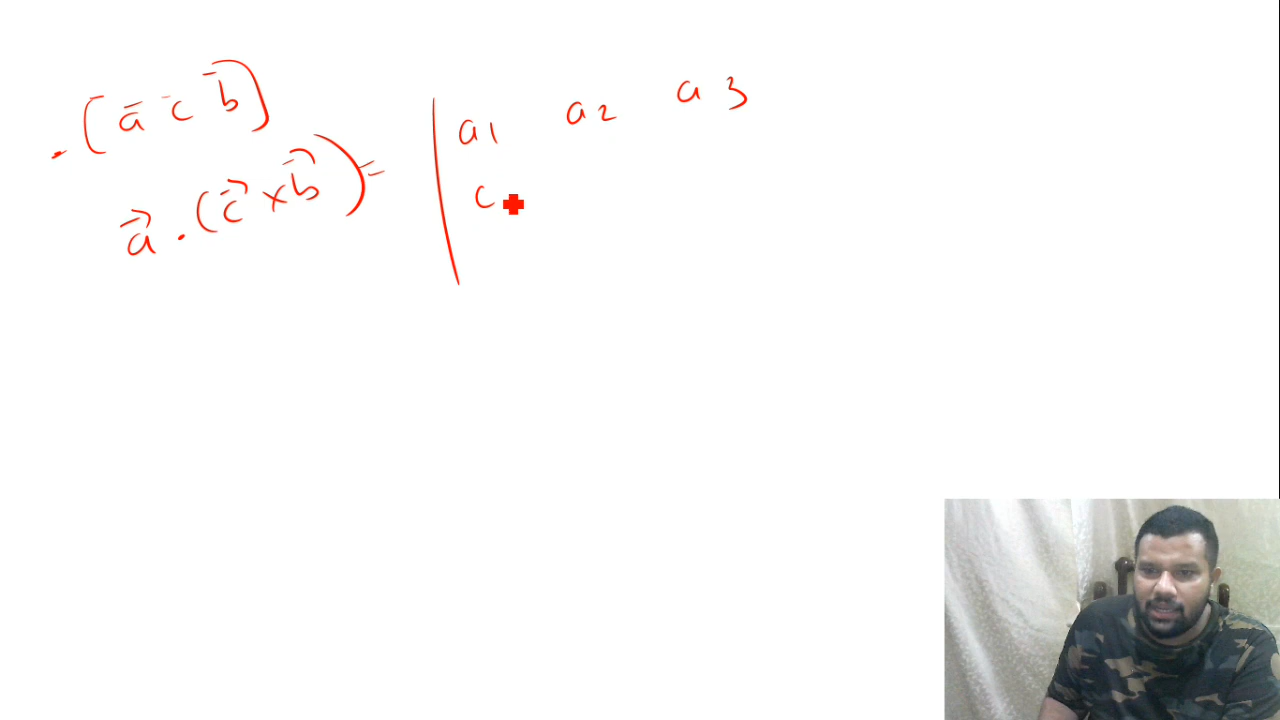 . [a⃗ c⃗ b⃗]
a⃗ . (c⃗ × b⃗) = | a1 a2 a3
c